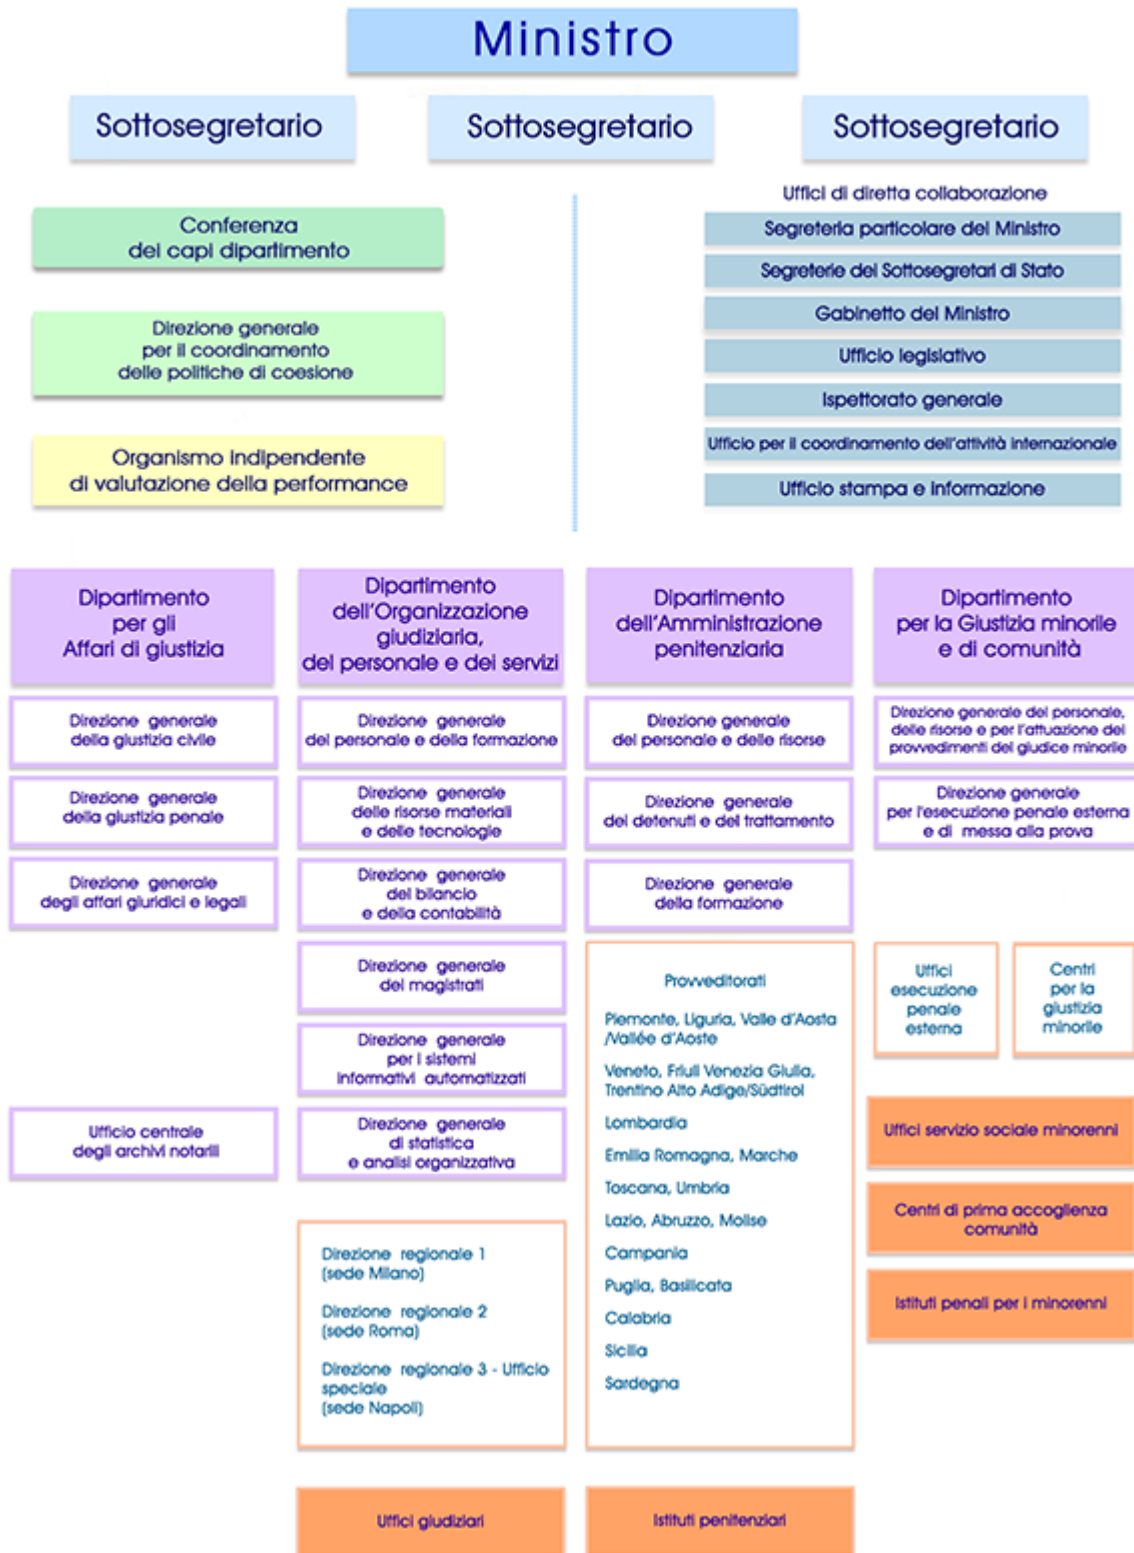 Ministro
Sottosegretario
Sottosegretario
Sottosegretario
Conferenza
dei capi dipartimento
Direzione generale
per il coordinamento
delle politiche di coesione
Organismo indipendente
di valutazione della performance
Uffici di diretta collaborazione
Segreteria particolare del Ministro
Segreterie dei Sottosegretari di Stato
Gabinetto del Ministro
Ufficio legislativo
Ispettorato generale
Ufficio per il coordinamento dell'attività internazionale
Ufficio stampa e informazione
Dipartimento
per gli
Affari di giustizia
Direzione generale
della giustizia civile
Direzione generale
della giustizia penale
Direzione generale
degli affari giuridici e legali
Ufficio centrale
degli archivi notarili
Dipartimento
dell'Organizzazione
giudiziaria,
del personale e dei servizi
Direzione generale
del personale e della formazione
Direzione generale
delle risorse materiali
e delle tecnologie
Direzione generale
del bilancio
e della contabilità
Direzione generale
dei magistrati
Direzione generale
per i sistemi
informativi automatizzati
Direzione generale
di statistica
e analisi organizzativa
Direzione regionale 1
(sede Milano)
Direzione regionale 2
(sede Roma)
Direzione regionale 3 - Ufficio
speciale
(sede Napoli)
Uffici giudiziari
Dipartimento
dell'Amministrazione
penitenziaria
Direzione generale
del personale e delle risorse
Direzione generale
dei detenuti e del trattamento
Direzione generale
della formazione
Provveditorati
Piemonte, Liguria, Valle d'Aosta
/Vallée d'Aoste
Veneto, Friuli Venezia Giulia,
Trentino Alto Adige/Südtirol
Lombardia
Emilia Romagna, Marche
Toscana, Umbria
Lazio, Abruzzo, Molise
Campania
Puglia, Basilicata
Calabria
Sicilia
Sardegna
Istituti penitenziari
Dipartimento
per la Giustizia minorile
e di comunità
Direzione generale del personale,
delle risorse e per l'attuazione dei
provvedimenti del giudice minorile
Direzione generale
per l'esecuzione penale esterna
e di messa alla prova
Uffici
esecuzione
penale
esterna
Centri
per la
giustizia
minorile
Uffici servizio sociale minorenni
Centri di prima accoglienza
comunità
Istituti penali per i minorenni